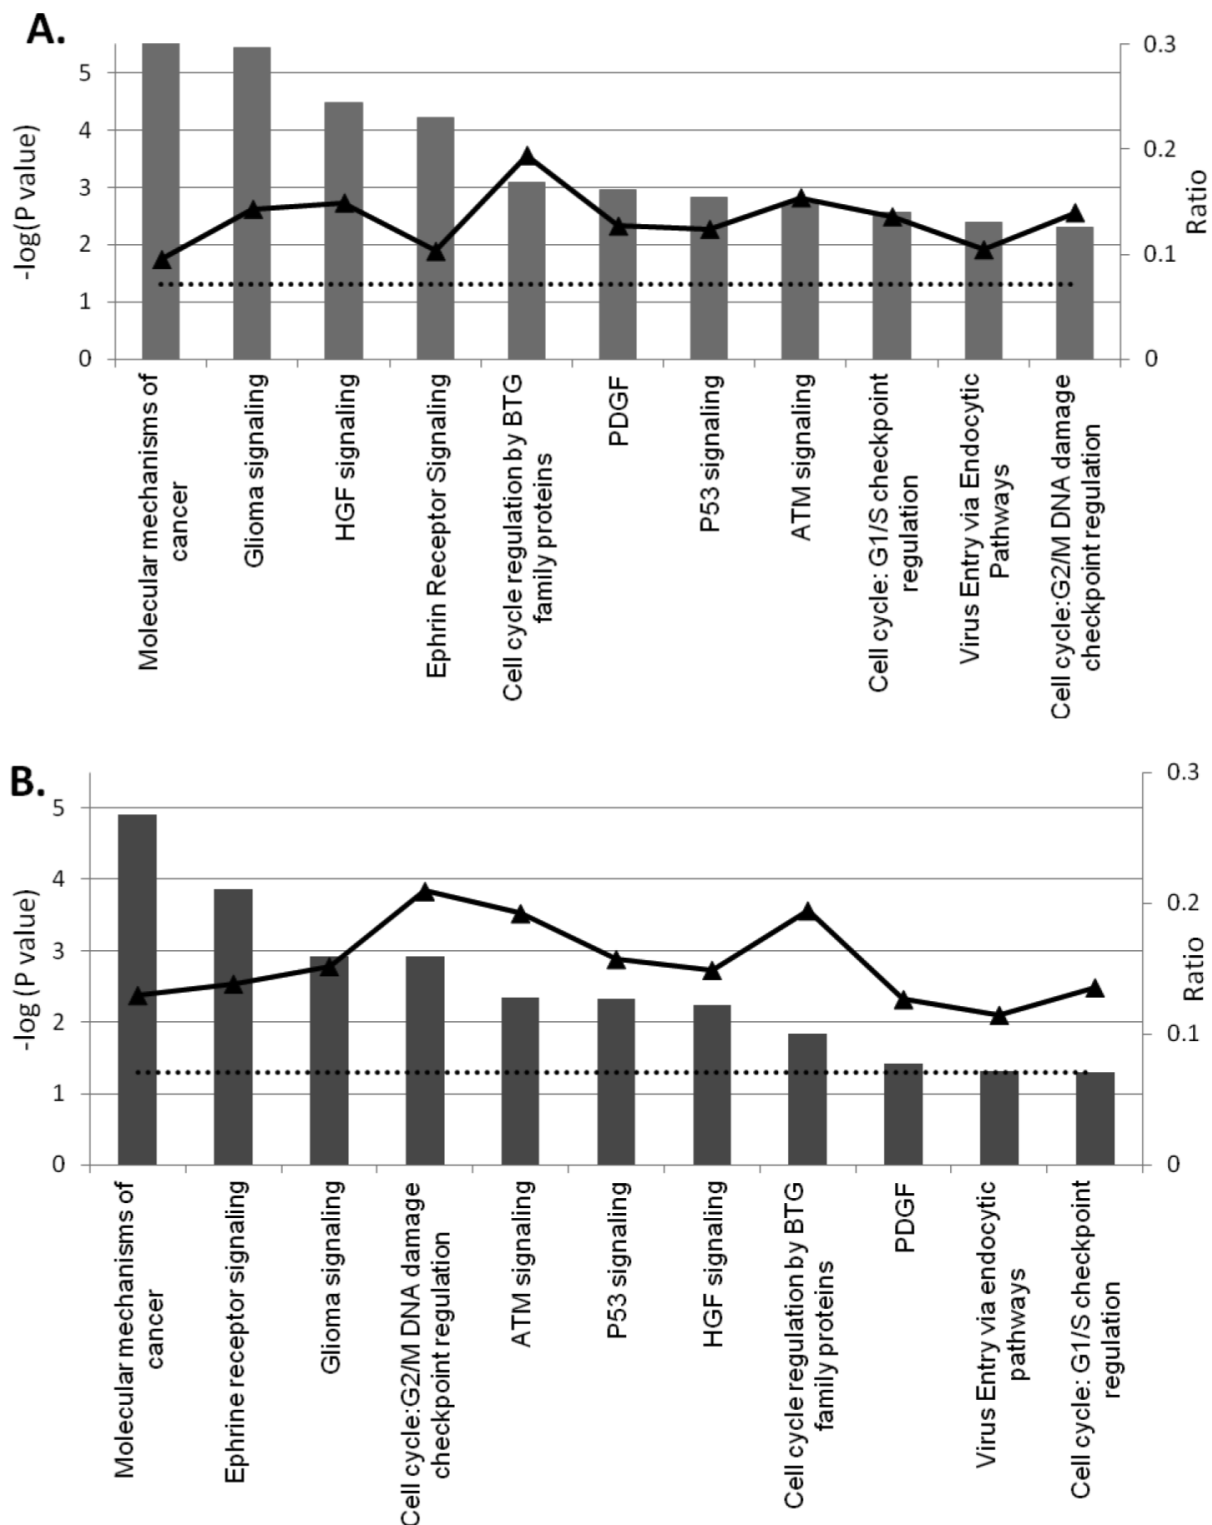 A.
0.3
5
4
0.2
3
-log(P value)
Ratio
2
0.1
1
0
0
Molecular mechanisms of
cancer
Glioma signaling
HGF signaling
Ephrin Receptor Signaling
Cell cycle regulation by BTG
family proteins
PDGF
P53 signaling
ATM signaling
Cell cycle: G1/S checkpoint
regulation
Virus Entry via Endocytic
Pathways
Cell cycle:G2/M DNA damage
checkpoint regulation
B.
0.3
5
4
0.2
3
-log (P value)
Ratio
2
0.1
1
0
0
Molecular mechanisms of
cancer
Ephrine receptor signaling
Glioma signaling
Cell cycle:G2/M DNA damage
checkpoint regulation
ATM signaling
P53 signaling
HGF signaling
Cell cycle regulation by BTG
family proteins
PDGF
Virus Entry via endocytic
pathways
Cell cycle: G1/S checkpoint
regulation